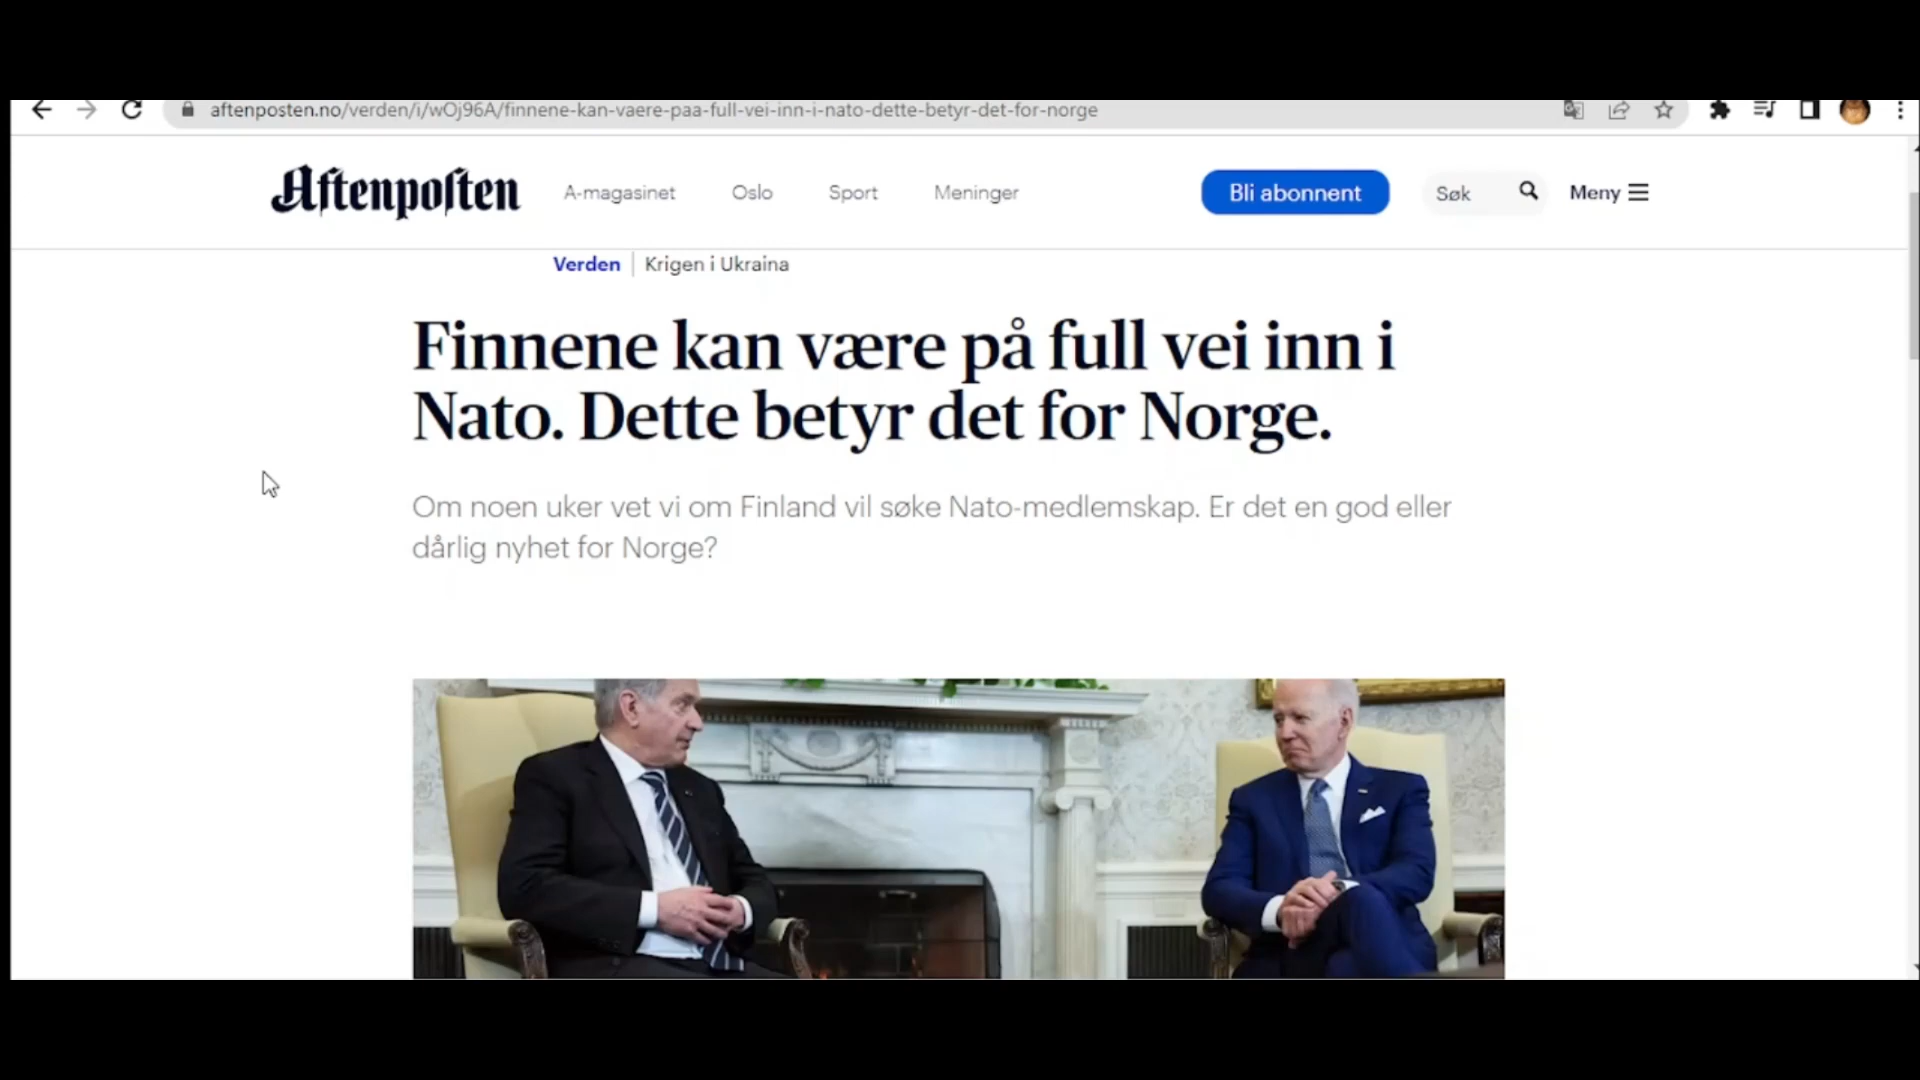 aftenposten.no/verden/i/wOj96A/finnene-kan-vaere-paa-full-vei-inn-i-nato-dette-betyr-det-for-norge
Aftenposten A-magasinet Oslo Sport Meninger Bli abonnent Søk Meny
Verden Krigen i Ukraina
Finnene kan være på full vei inn i
Nato. Dette betyr det for Norge.
Om noen uker vet vi om Finland vil søke Nato-medlemskap. Er det en god eller
dårlig nyhet for Norge?